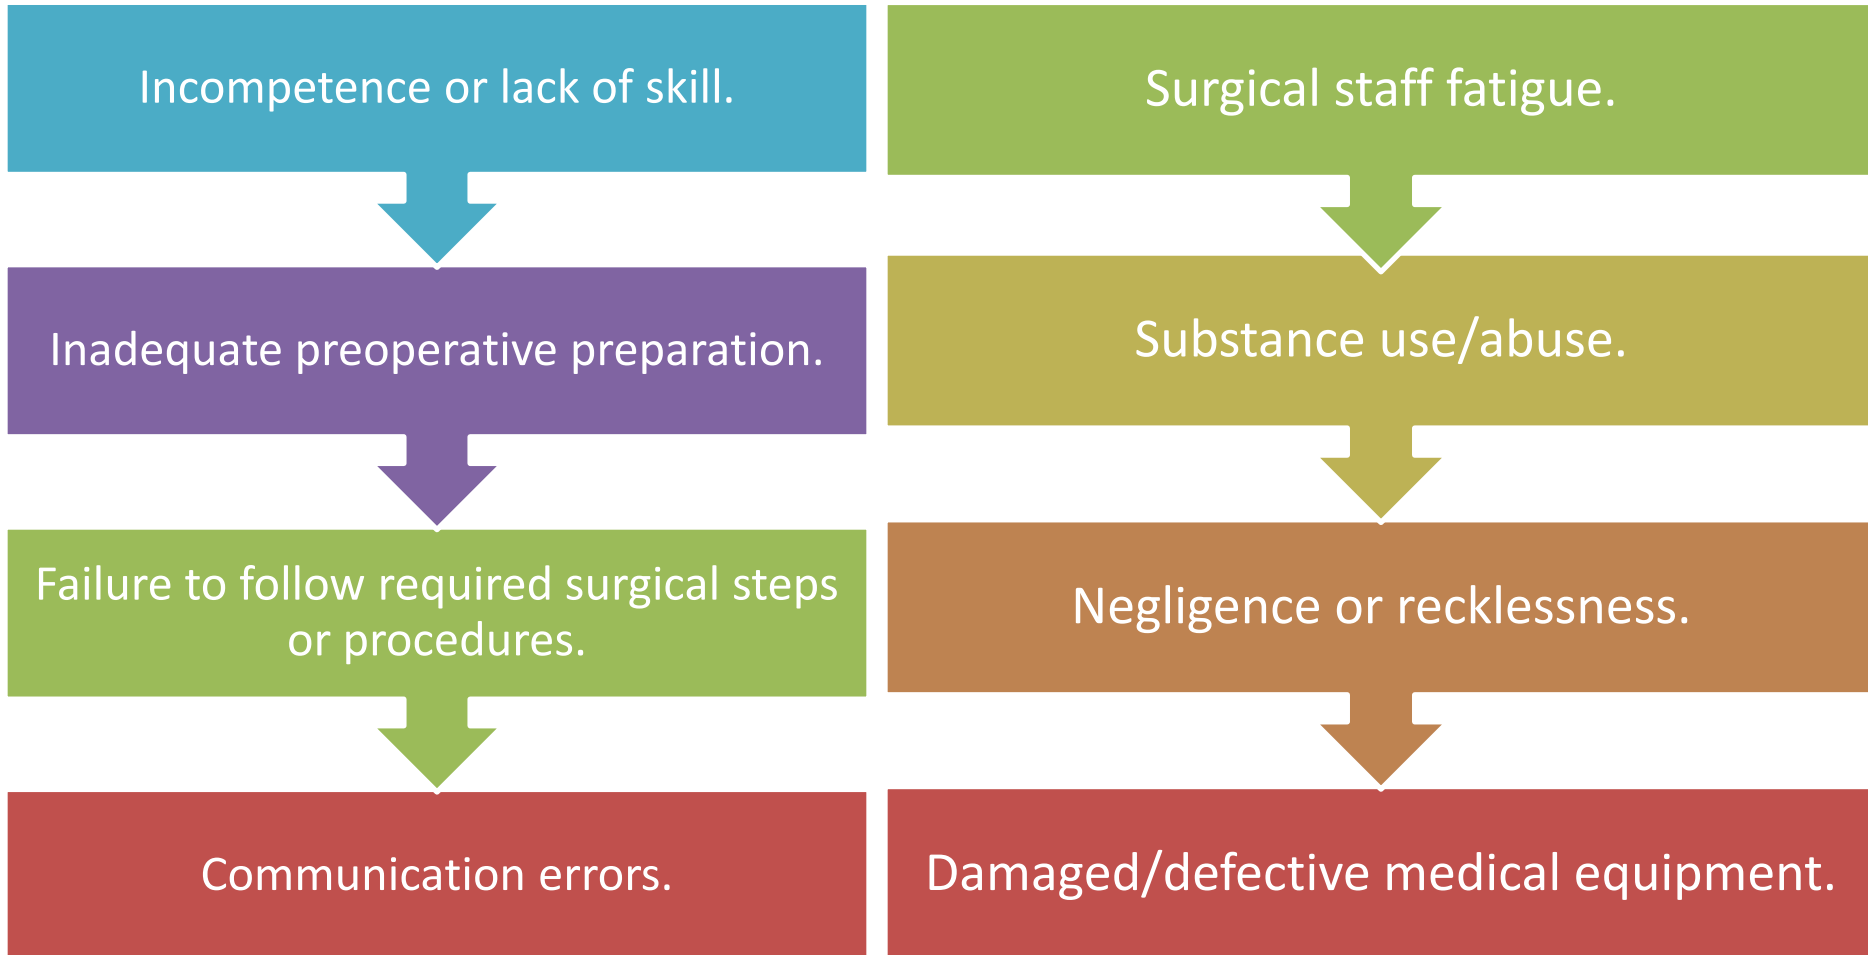 Incompetence or lack of skill.
Inadequate preoperative preparation.
Failure to follow required surgical steps
or procedures.
Communication errors.
Surgical staff fatigue.
Substance use/abuse.
Negligence or recklessness.
Damaged/defective medical equipment.